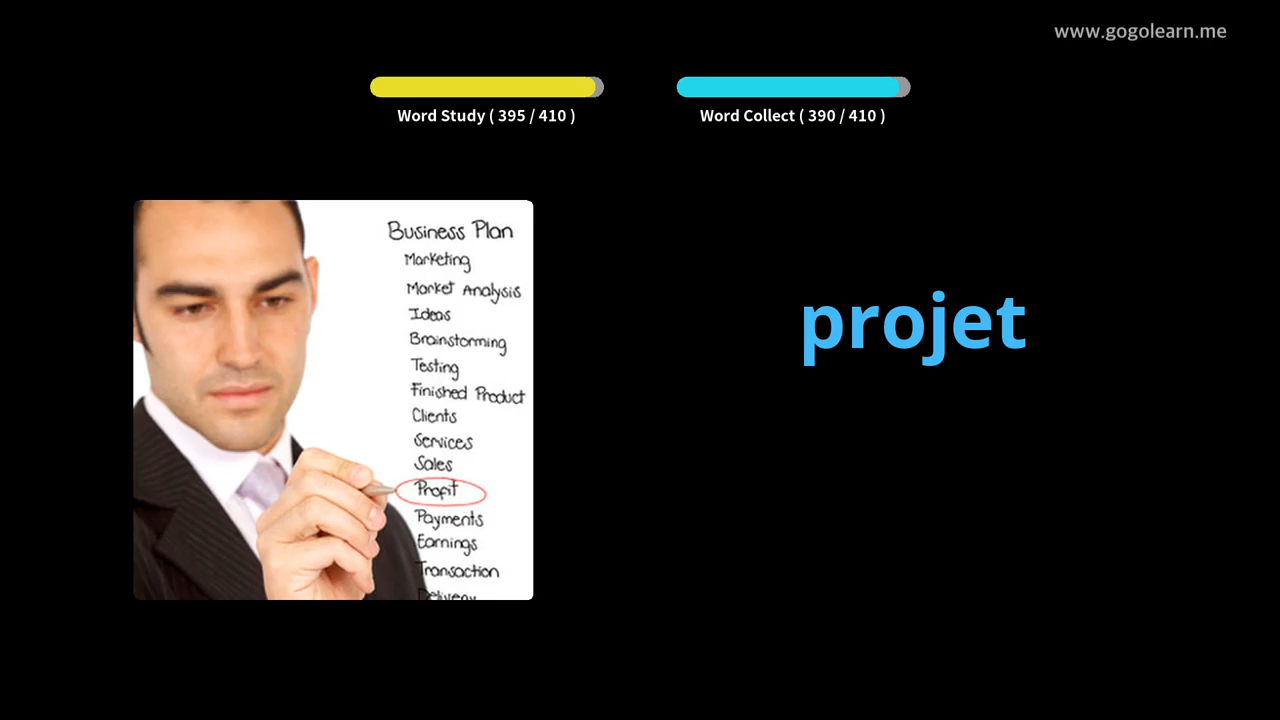 www.gogolearn.me
Word Study ( 395 / 410 )
Word Collect ( 390 / 410 )
Business Plan
Marketing
Market Analysis
Ideas
Brainstorming
Testing
Finished Product
Clients
Services
Sales
Profit
Payments
Earnings
Transaction
Delivery
projet